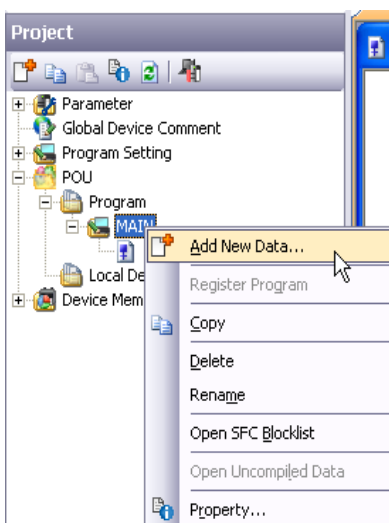 Project
Parameter
Global Device Comment
Program Setting
POU
Program
MAIN
Local De
Device Mem
Add New Data...
Register Program
Copy
Delete
Rename
Open SFC Blocklist
Open Uncompiled Data
Property...